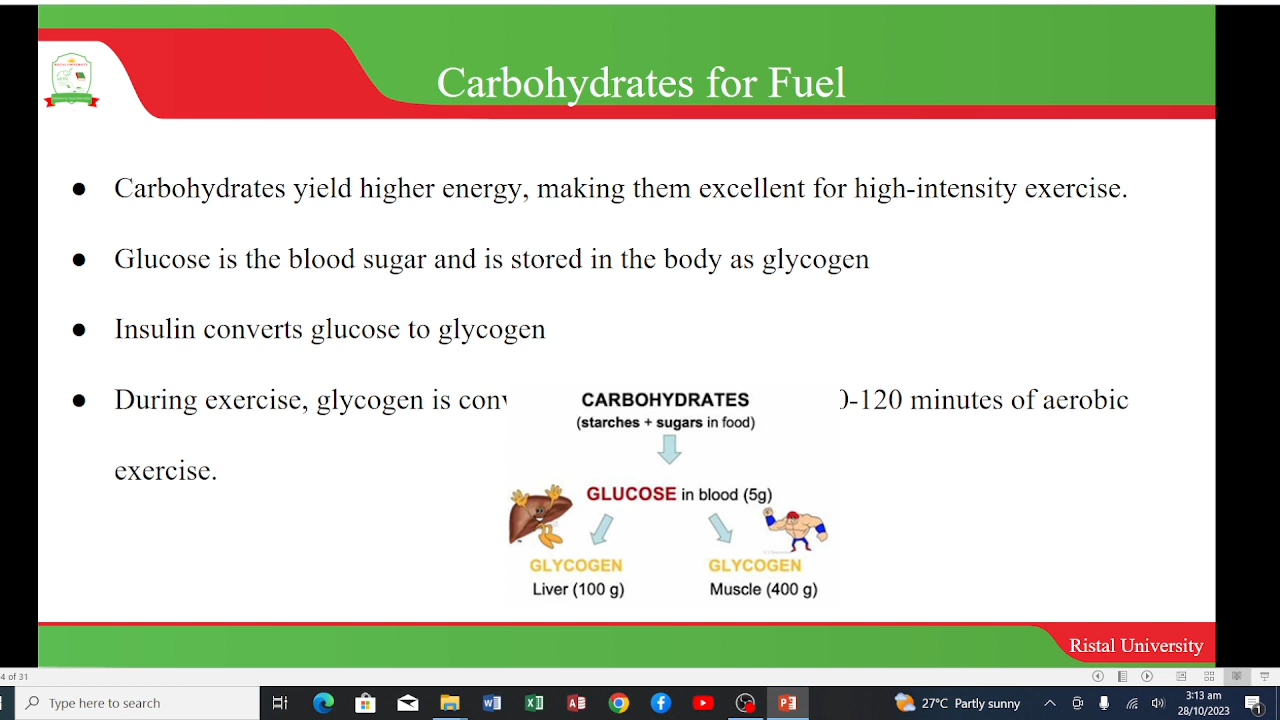 Carbohydrates for Fuel
● Carbohydrates yield higher energy, making them excellent for high-intensity exercise.
● Glucose is the blood sugar and is stored in the body as glycogen
● Insulin converts glucose to glycogen
● During exercise, glycogen is 0-120 minutes of aerobic
exercise.
CARBOHYDRATES
(starches + sugars in food)
GLUCOSE in blood (5g)
GLYCOGEN GLYCOGEN
Liver (100 g) Muscle (400 g)
Ristal University
4 of 31
Type here to search
27°C Partly sunny
3:13 am
28/10/2023
1